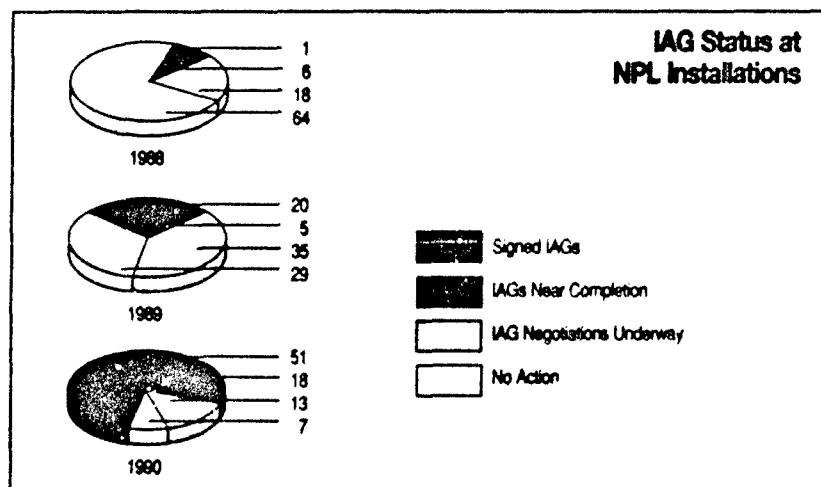 IAG Status at
NPL Installations
1
6
18
64
1988
20
5
35
29
1989
51
18
13
7
1990
Signed IAGs
IAGs Near Completion
IAG Negotiations Underway
No Action